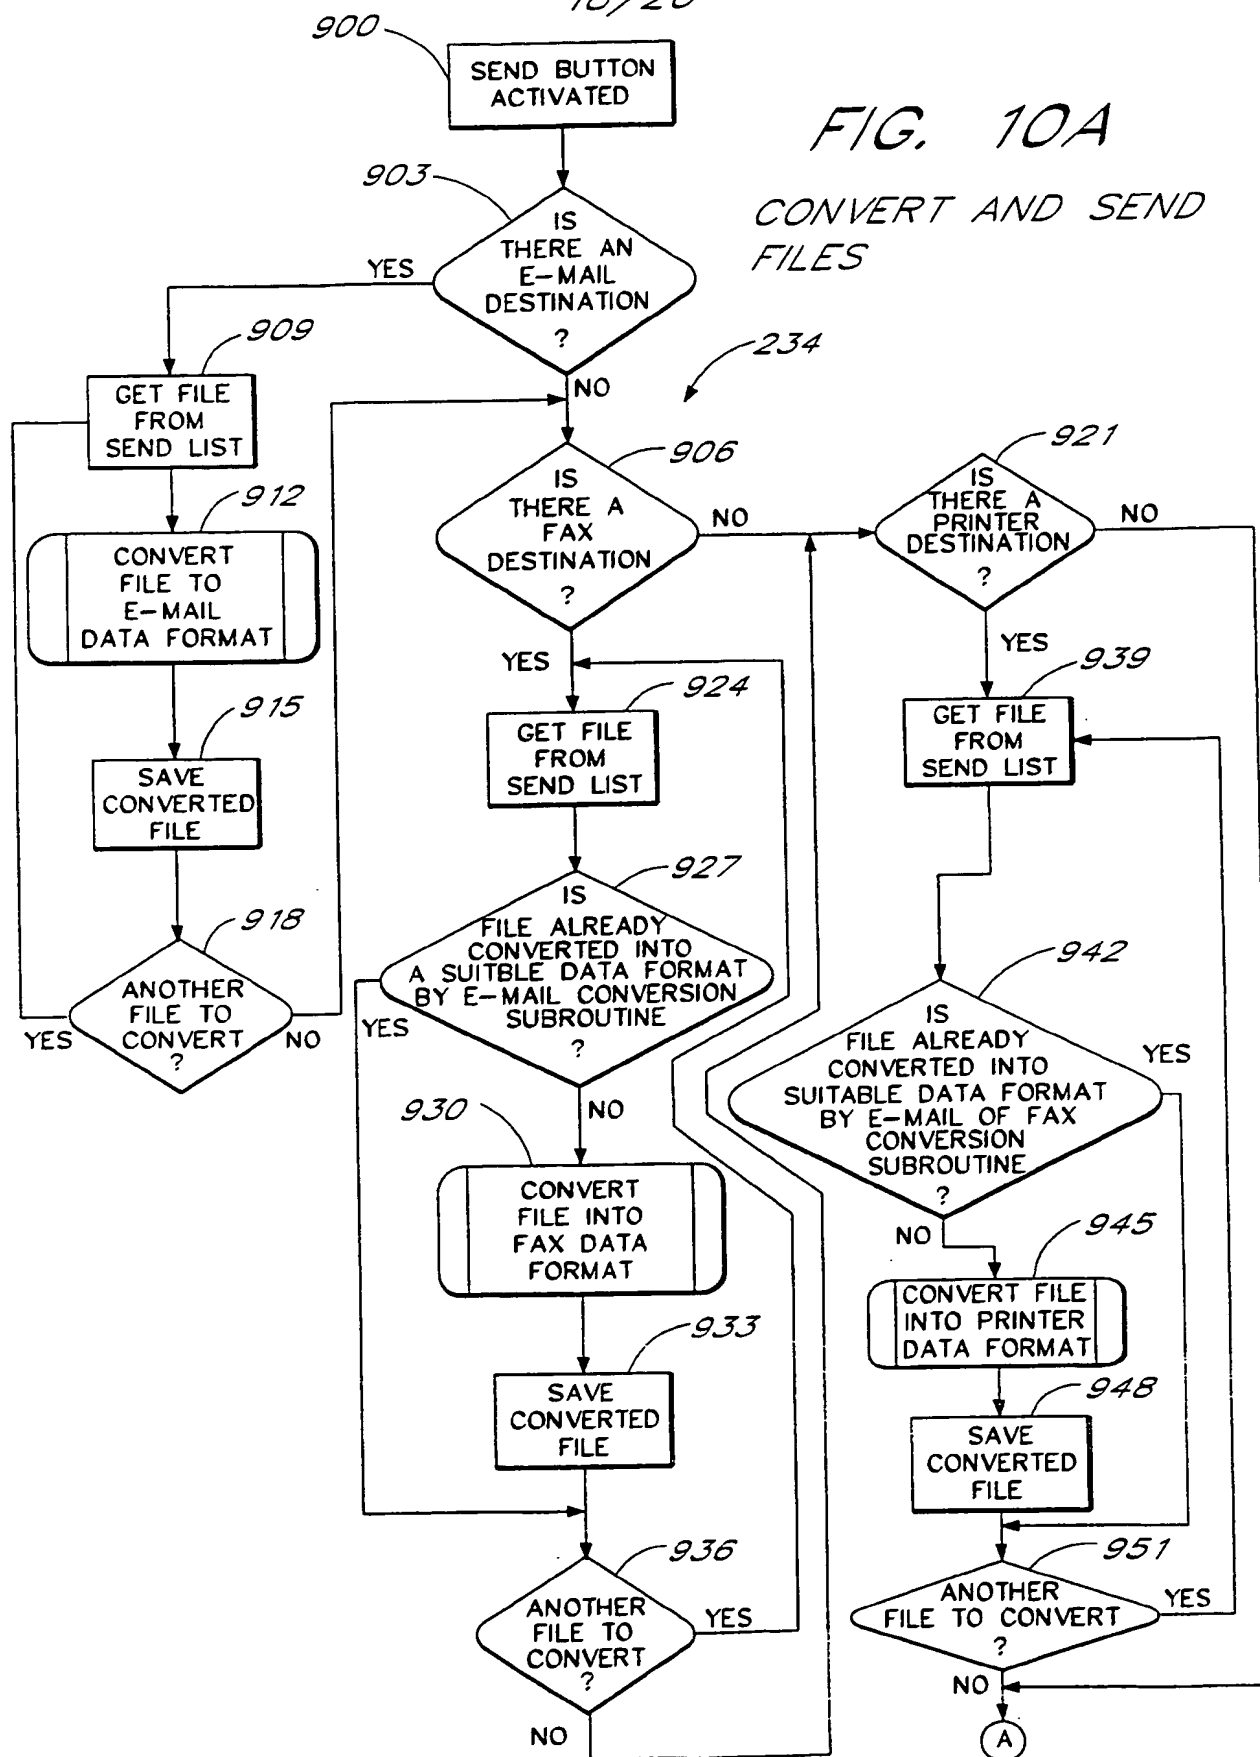 900
SEND BUTTON
ACTIVATED
FIG. 10A
CONVERT AND SEND
FILES
903
IS
THERE AN
E-MAIL
DESTINATION
?
YES
NO
234
909
GET FILE
FROM
SEND LIST
912
CONVERT
FILE TO
E-MAIL
DATA FORMAT
915
SAVE
CONVERTED
FILE
918
ANOTHER
FILE TO
CONVERT
?
YES
NO
906
IS
THERE A
FAX
DESTINATION
?
NO
YES
924
GET FILE
FROM
SEND LIST
927
IS
FILE ALREADY
CONVERTED INTO
A SUITBLE DATA FORMAT
BY E-MAIL CONVERSION
SUBROUTINE
?
YES
NO
930
CONVERT
FILE INTO
FAX DATA
FORMAT
933
SAVE
CONVERTED
FILE
936
ANOTHER
FILE TO
CONVERT
?
YES
NO
921
IS
THERE A
PRINTER
DESTINATION
?
NO
YES
939
GET FILE
FROM
SEND LIST
942
IS
FILE ALREADY
CONVERTED INTO
SUITABLE DATA FORMAT
BY E-MAIL OF FAX
CONVERSION
SUBROUTINE
?
YES
NO
945
CONVERT FILE
INTO PRINTER
DATA FORMAT
948
SAVE
CONVERTED
FILE
951
ANOTHER
FILE TO CONVERT
?
YES
NO
A